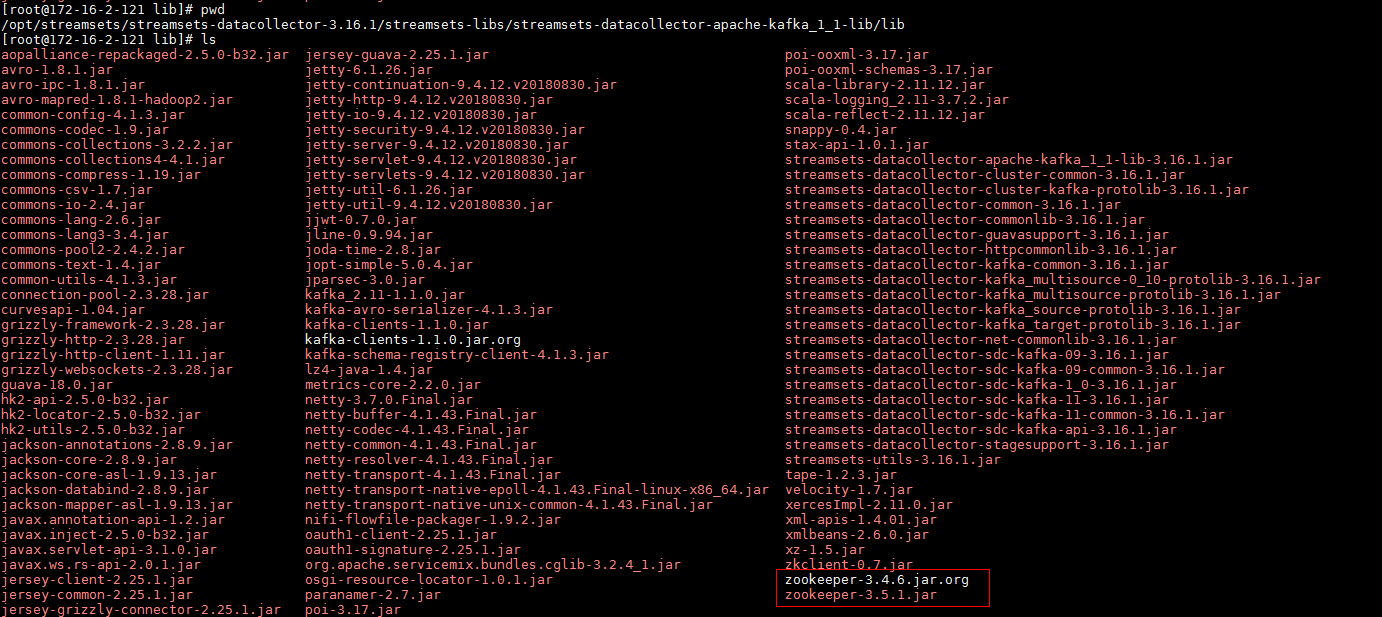 [root@172-16-2-121 lib]# pwd
/opt/streamsets/streamsets-datacollector-3.16.1/streamsets-libs/streamsets-datacollector-apache-kafka_1_1-lib/lib
[root@172-16-2-121 lib]# ls
aopalliance-repackaged-2.5.0-b32.jar jersey-guava-2.25.1.jar poi-ooxml-3.17.jar
avro-1.8.1.jar jetty-6.1.26.jar poi-ooxml-schemas-3.17.jar
avro-ipc-1.8.1.jar jetty-continuation-9.4.12.v20180830.jar scala-library-2.11.12.jar
avro-mapred-1.8.1-hadoop2.jar jetty-http-9.4.12.v20180830.jar scala-logging_2.11-3.7.2.jar
common-config-4.1.3.jar jetty-io-9.4.12.v20180830.jar scala-reflect-2.11.12.jar
commons-codec-1.9.jar jetty-security-9.4.12.v20180830.jar snappy-0.4.jar
commons-collections-3.2.2.jar jetty-server-9.4.12.v20180830.jar stax-api-1.0.1.jar
commons-collections4-4.1.jar jetty-servlet-9.4.12.v20180830.jar streamsets-datacollector-apache-kafka_1_1-lib-3.16.1.jar
commons-compress-1.19.jar jetty-servlets-9.4.12.v20180830.jar streamsets-datacollector-cluster-common-3.16.1.jar
commons-csv-1.7.jar jetty-util-6.1.26.jar streamsets-datacollector-cluster-kafka-protolib-3.16.1.jar
commons-io-2.4.jar jetty-util-9.4.12.v20180830.jar streamsets-datacollector-common-3.16.1.jar
commons-lang-2.6.jar jjwt-0.7.0.jar streamsets-datacollector-commonlib-3.16.1.jar
commons-lang3-3.4.jar jline-0.9.94.jar streamsets-datacollector-guavasupport-3.16.1.jar
commons-pool2-2.4.2.jar joda-time-2.8.jar streamsets-datacollector-httpcommonlib-3.16.1.jar
commons-text-1.4.jar jopt-simple-5.0.4.jar streamsets-datacollector-kafka-common-3.16.1.jar
common-utils-4.1.3.jar jparsec-3.0.jar streamsets-datacollector-kafka_multisource-0_10-protolib-3.16.1.jar
connection-pool-2.3.28.jar kafka_2.11-1.1.0.jar streamsets-datacollector-kafka_multisource-protolib-3.16.1.jar
curvesapi-1.04.jar kafka-avro-serializer-4.1.3.jar streamsets-datacollector-kafka_source-protolib-3.16.1.jar
grizzly-framework-2.3.28.jar kafka-clients-1.1.0.jar streamsets-datacollector-kafka_target-protolib-3.16.1.jar
grizzly-http-2.3.28.jar kafka-clients-1.1.0.jar.org streamsets-datacollector-net-commonlib-3.16.1.jar
grizzly-http-client-1.11.jar kafka-schema-registry-client-4.1.3.jar streamsets-datacollector-sdc-kafka-09-3.16.1.jar
grizzly-websockets-2.3.28.jar lz4-java-1.4.jar streamsets-datacollector-sdc-kafka-09-common-3.16.1.jar
guava-18.0.jar metrics-core-2.2.0.jar streamsets-datacollector-sdc-kafka-1_0-3.16.1.jar
hk2-api-2.5.0-b32.jar netty-3.7.0.Final.jar streamsets-datacollector-sdc-kafka-11-3.16.1.jar
hk2-locator-2.5.0-b32.jar netty-buffer-4.1.43.Final.jar streamsets-datacollector-sdc-kafka-11-common-3.16.1.jar
hk2-utils-2.5.0-b32.jar netty-codec-4.1.43.Final.jar streamsets-datacollector-sdc-kafka-api-3.16.1.jar
jackson-annotations-2.8.9.jar netty-common-4.1.43.Final.jar streamsets-datacollector-stagesupport-3.16.1.jar
jackson-core-2.8.9.jar netty-resolver-4.1.43.Final.jar streamsets-utils-3.16.1.jar
jackson-core-asl-1.9.13.jar netty-transport-4.1.43.Final.jar tape-1.2.3.jar
jackson-databind-2.8.9.jar netty-transport-native-epoll-4.1.43.Final-linux-x86_64.jar velocity-1.7.jar
jackson-mapper-asl-1.9.13.jar netty-transport-native-unix-common-4.1.43.Final.jar xercesImpl-2.11.0.jar
javax.annotation-api-1.2.jar nifi-flowfile-packager-1.9.2.jar xml-apis-1.4.01.jar
javax.inject-2.5.0-b32.jar oauth1-client-2.25.1.jar xmlbeans-2.6.0.jar
javax.servlet-api-3.1.0.jar oauth1-signature-2.25.1.jar xz-1.5.jar
javax.ws.rs-api-2.0.1.jar org.apache.servicemix.bundles.cglib-3.2.4_1.jar zkclient-0.7.jar
jersey-client-2.25.1.jar osgi-resource-locator-1.0.1.jar zookeeper-3.4.6.jar.org
jersey-common-2.25.1.jar paranamer-2.7.jar zookeeper-3.5.1.jar
jersey-grizzly-connector-2.25.1.jar poi-3.17.jar